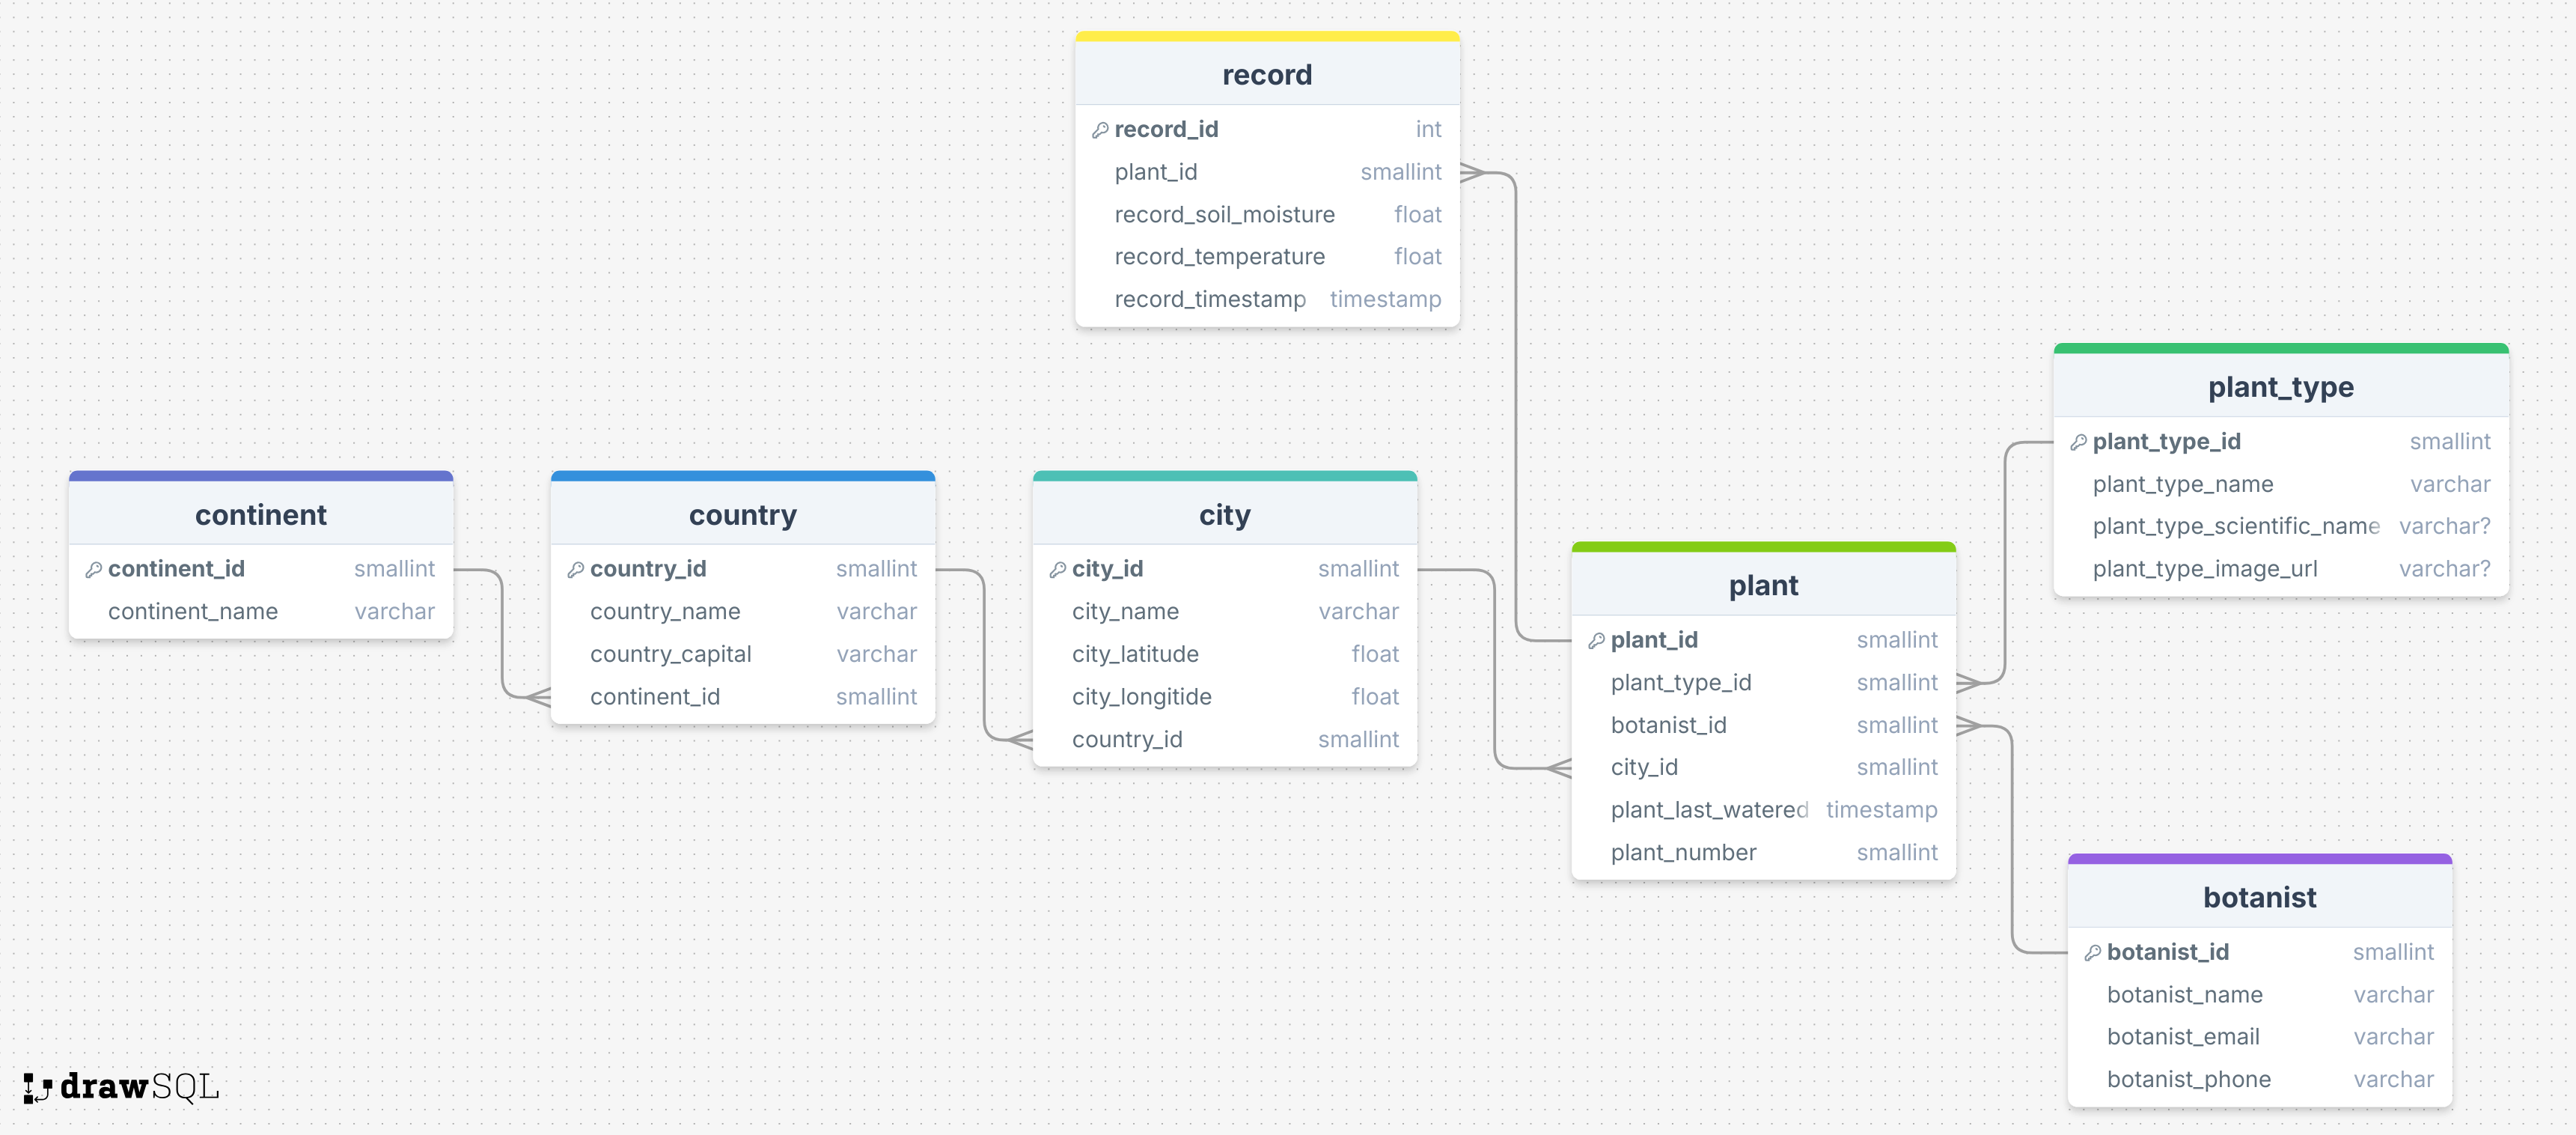 record
record_id int
plant_id smallint
record_soil_moisture float
record_temperature float
record_timestamp timestamp
plant_type
plant_type_id smallint
plant_type_name varchar
plant_type_scientific_name varchar?
plant_type_image_url varchar?
continent
continent_id smallint
continent_name varchar
country
country_id smallint
country_name varchar
country_capital varchar
continent_id smallint
city
city_id smallint
city_name varchar
city_latitude float
city_longitide float
country_id smallint
plant
plant_id smallint
plant_type_id smallint
botanist_id smallint
city_id smallint
plant_last_watered timestamp
plant_number smallint
botanist
botanist_id smallint
botanist_name varchar
botanist_email varchar
botanist_phone varchar
drawSQL